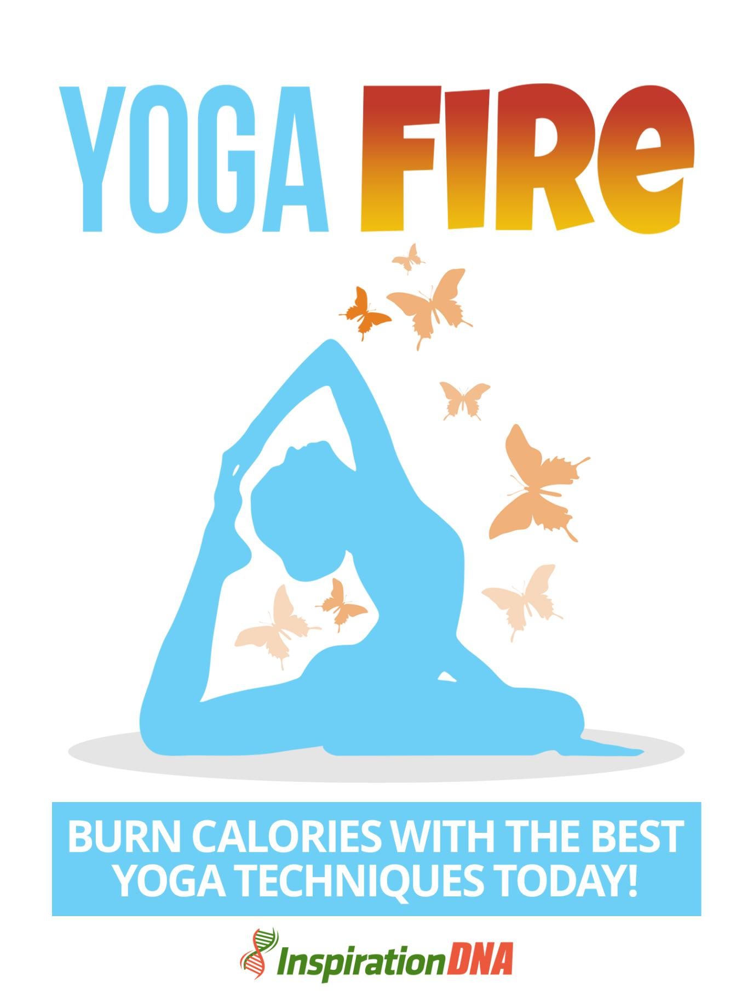 YOGA FIRe
BURN CALORIES WITH THE BEST
YOGA TECHNIQUES TODAY!
InspirationDNA